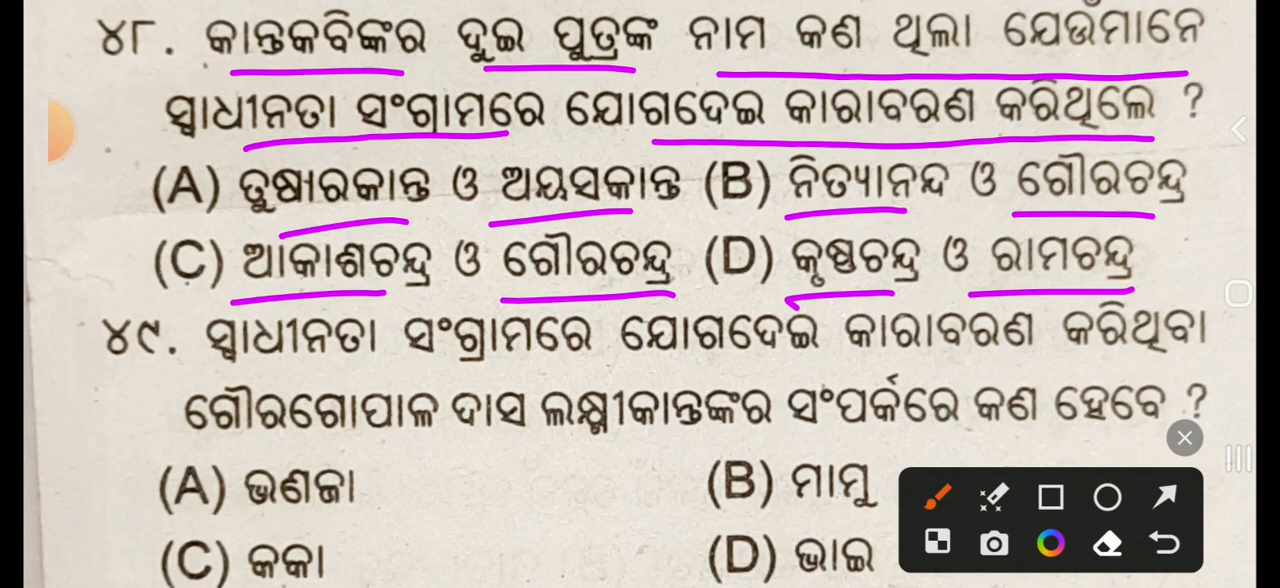 ୪୮. କାନ୍ତକବିଙ୍କର ଦୁଇ ପୁତ୍ରଙ୍କ ନାମ କଣ ଥିଲା ଯେଉଁମାନେ
ସ୍ୱାଧୀନତା ସଂଗ୍ରାମରେ ଯୋଗଦେଇ କାରାବରଣ କରିଥିଲେ ?
(A) ତୁଷାରକାନ୍ତ ଓ ଅୟସକାନ୍ତ (B) ନିତ୍ୟାନନ୍ଦ ଓ ଗୌରଚନ୍ଦ୍ର
(C) ଆକାଶଚନ୍ଦ୍ର ଓ ଗୌରଚନ୍ଦ୍ର (D) କୃଷ୍ଣଚନ୍ଦ୍ର ଓ ରାମଚନ୍ଦ୍ର
୪୯. ସ୍ୱାଧୀନତା ସଂଗ୍ରାମରେ ଯୋଗଦେଇ କାରାବରଣ କରିଥିବା
ଗୌରଗୋପାଳ ଦାସ ଲକ୍ଷ୍ମୀକାନ୍ତଙ୍କର ସଂପର୍କରେ କଣ ହେବେ ?
(A) ଭଣଜା (B) ମାମୁ
(C) କକା (D) ଭାଇ